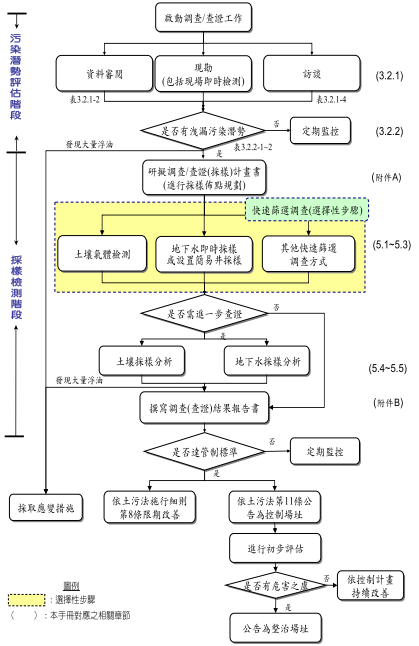 啟動調查/查證工作
污染潛勢評估階段
資料審閱
現勘
(包括現場即時檢測)
訪談
(3.2.1)
表3.2.1-2
表3.2.2-1~2
表3.2.1-4
是否有洩漏污染潛勢
否
定期監控
(3.2.2)
發現大量浮油
是
研擬調查/查證(採樣)計畫書
(進行採樣佈點規劃)
(附件A)
快速篩選調查(選擇性步驟)
土壤氣體檢測
地下水即時採樣
或設置簡易井採樣
其他快速篩選
調查方式
(5.1~5.3)
採樣檢測階段
是否需進一步查證
否
是
土壤採樣分析
地下水採樣分析
(5.4~5.5)
發現大量浮油
撰寫調查(查證)結果報告書
(附件B)
是否達管制標準
否
定期監控
是
採取應變措施
依土污法施行細則
第8條限期改善
依土污法第11條公
告為控制場址
進行初步評估
是否有危害之虞
否
依控制計畫
持續改善
是
公告為整治場址
圖例
：選擇性步驟
〈 〉：本手冊對應之相關章節